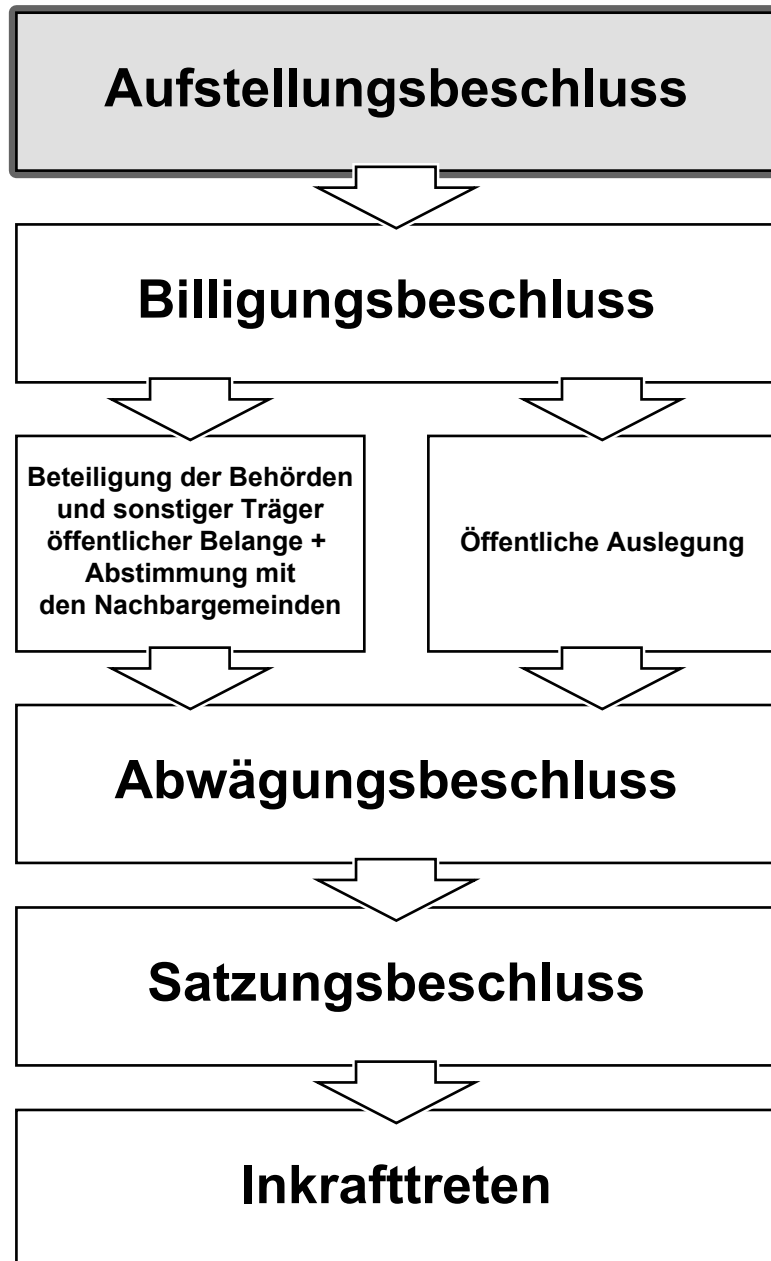 Aufstellungsbeschluss
Billigungsbeschluss
Beteiligung der Behörden
und sonstiger Träger
öffentlicher Belange +
Abstimmung mit
den Nachbargemeinden
Öffentliche Auslegung
Abwägungsbeschluss
Satzungsbeschluss
Inkrafttreten